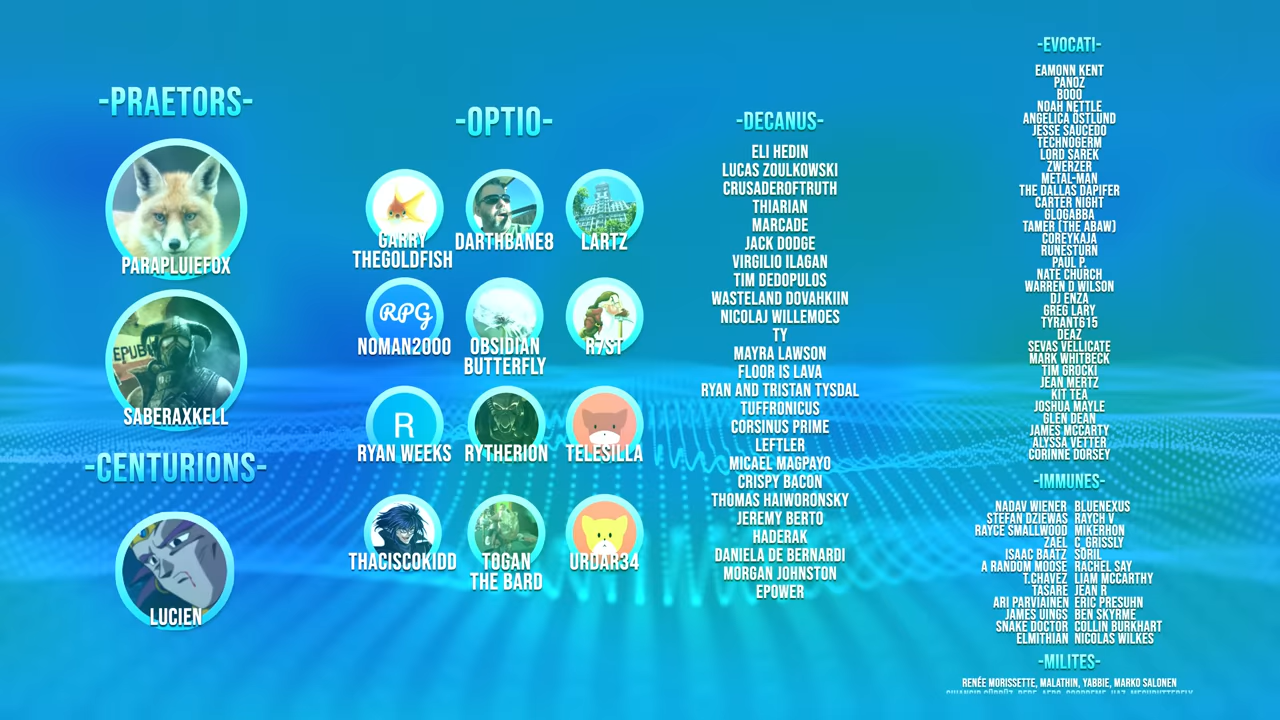 -PRAETORS-
PARAPLUIEFOX
EPUB
SABERAXKELL
-CENTURIONS-
LUCIEN
-OPTIO-
GARRY
THEGOLDFISH
DARTHBANE8
LARTZ
RPG
NOMAN2000
OBSIDIAN
BUTTERFLY
R7ST
R
RYAN WEEKS
RYTHERION
TELESILLA
THACISCOKIDD
TOGAN
THE BARD
URDAR34
-DECANUS-
ELI HEDIN
LUCAS ZOULKOWSKI
CRUSADEROFTRUTH
THIARIAN
MARCADE
JACK DODGE
VIRGILIO ILAGAN
TIM DEDOPULOS
WASTELAND DOVAHKIIN
NICOLAJ WILLEMOES
TY
MAYRA LAWSON
FLOOR IS LAVA
RYAN AND TRISTAN TYSDAL
TUFFRONICUS
CORSINUS PRIME
LEFTLER
MICAEL MAGPAYO
CRISPY BACON
THOMAS HAIWORONSKY
JEREMY BERTO
HADERAK
DANIELA DE BERNARDI
MORGAN JOHNSTON
EPOWER
-EVOCATI-
EAMONN KENT
PANOZ
BOOO
NOAH NETTLE
ANGELICA ÖSTLUND
JESSE SAUCEDO
TECHNOGERM
LORD SAREK
ZWERZER
METAL-MAN
THE DALLAS DAPIFER
CARTER NIGHT
GLOGABBA
TAMER (THE ABAW)
COREYKAJA
RUNESTURN
PAUL P.
NATE CHURCH
WARREN D WILSON
DJ ENZA
GREG LARY
TYRANT615
DEAZ
SEVAS VELLICATE
MARK WHITBECK
TIM GROCKI
JEAN MERTZ
KIT TEA
JOSHUA MAYLE
GLEN DEAN
JAMES MCCARTY
ALYSSA VETTER
CORINNE DORSEY
-IMMUNES-
NADAV WIENER BLUENEXUS
STEFAN DZIEWAS RAYCH V
RAYCE SMALLWOOD MIKERHON
ZAEL C_GRISSLY
ISAAC BAATZ SORIL
A RANDOM MOOSE RACHEL SAY
T.CHAVEZ LIAM MCCARTHY
TASARE JEAN R
ARI PARVIAINEN ERIC PRESUHN
JAMES UINGS BEN SKYRME
SNAKE DOCTOR COLLIN BURKHART
ELMITHIAN NICOLAS WILKES
-MILITES-
RENÉE MORISSETTE, MALATHIN, YABBIE, MARKO SALONEN